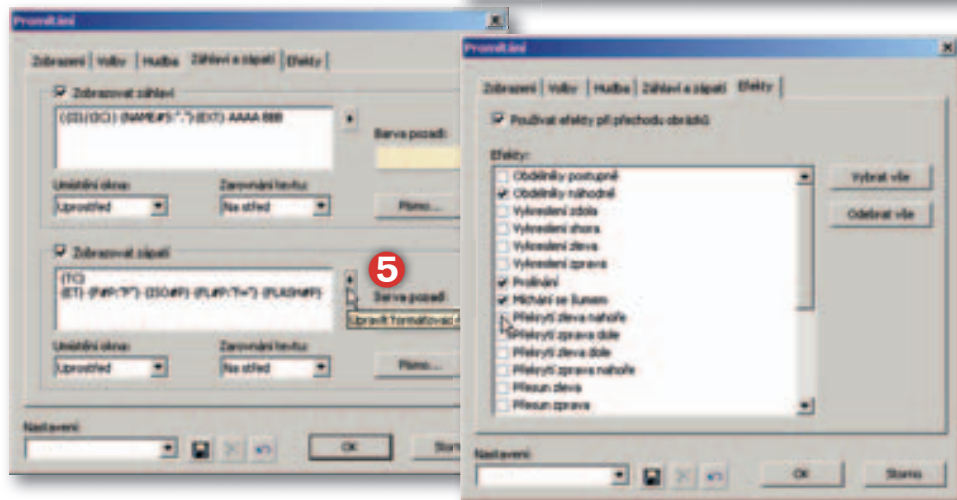 Promítání
Zobrazení Volby Hudba Záhlaví a zápatí Efekty
Zobrazovat záhlaví
Barva pozadí:
Umístění okna: Zarovnání textu:
Uprostřed Na střed Písmo...
Zobrazovat zápatí
{TC}
5
Barva pozadí
Upravit formátovací
Umístění okna: Zarovnání textu:
Uprostřed Na střed Písmo...
Nastavení:
OK
Promítání
Zobrazení Volby Hudba Záhlaví a zápatí Efekty
Používat efekty při přechodu obrázků
Efekty:
Obdélníky postupně
Obdélníky náhodně
Vykreslení zdola
Vykreslení shora
Vykreslení zleva
Vykreslení zprava
Prolínání
Míchání se šumem
Překrytí zleva nahoře
Překrytí zprava dole
Překrytí zleva dole
Překrytí zprava nahoře
Přesun zleva
Přesun zprava
Vybrat vše
Odebrat vše
Nastavení:
OK Storno